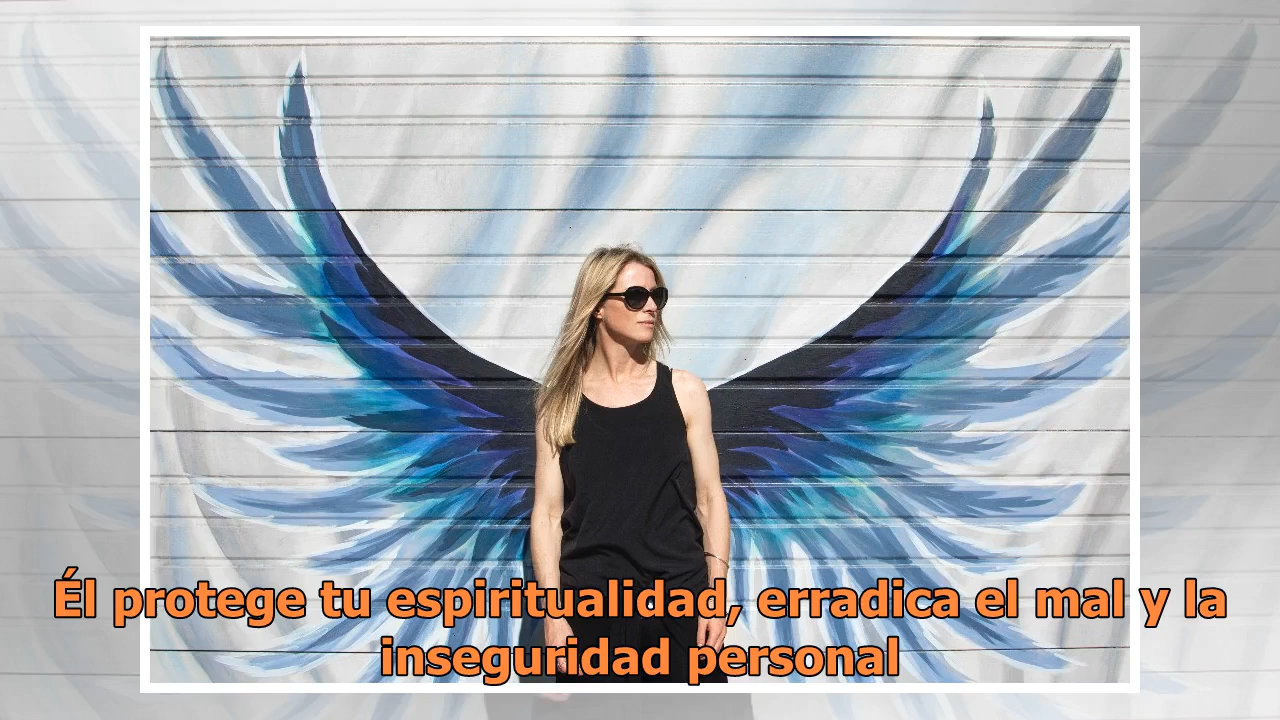 Él protege tu espiritualidad, erradica el mal y la
inseguridad personal